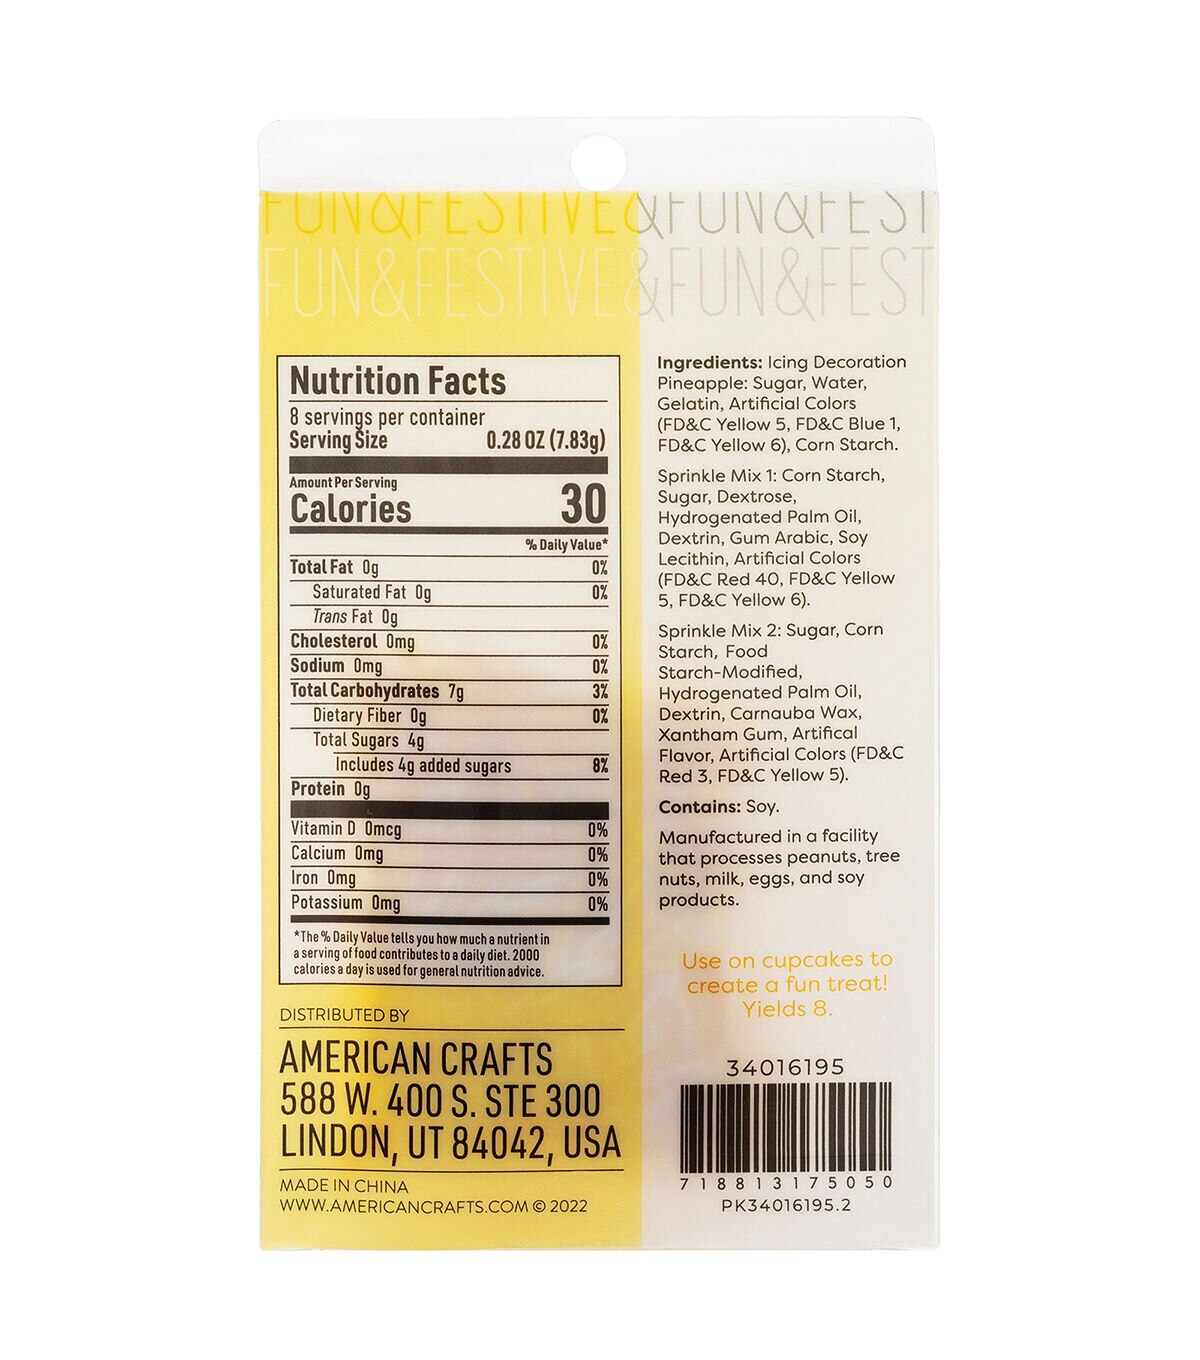 FUN&FESTIVE&FUN&FEST
FUN&FESTIVE&FUN&FEST
Nutrition Facts
8 servings per container
Serving Size 0.28 OZ (7.83g)
Amount Per Serving
Calories 30
% Daily Value*
Total Fat 0g 0%
Saturated Fat 0g 0%
Trans Fat 0g
Cholesterol 0mg 0%
Sodium 0mg 0%
Total Carbohydrates 7g 3%
Dietary Fiber 0g 0%
Total Sugars 4g
Includes 4g added sugars 8%
Protein 0g
Vitamin D 0mcg 0%
Calcium 0mg 0%
Iron 0mg 0%
Potassium 0mg 0%
*The % Daily Value tells you how much a nutrient in
a serving of food contributes to a daily diet. 2000
calories a day is used for general nutrition advice.
DISTRIBUTED BY
AMERICAN CRAFTS
588 W. 400 S. STE 300
LINDON, UT 84042, USA
MADE IN CHINA
WWW.AMERICANCRAFTS.COM © 2022
Ingredients: Icing Decoration
Pineapple: Sugar, Water,
Gelatin, Artificial Colors
(FD&C Yellow 5, FD&C Blue 1,
FD&C Yellow 6), Corn Starch.
Sprinkle Mix 1: Corn Starch,
Sugar, Dextrose,
Hydrogenated Palm Oil,
Dextrin, Gum Arabic, Soy
Lecithin, Artificial Colors
(FD&C Red 40, FD&C Yellow
5, FD&C Yellow 6).
Sprinkle Mix 2: Sugar, Corn
Starch, Food
Starch-Modified,
Hydrogenated Palm Oil,
Dextrin, Carnauba Wax,
Xantham Gum, Artifical
Flavor, Artificial Colors (FD&C
Red 3, FD&C Yellow 5).
Contains: Soy.
Manufactured in a facility
that processes peanuts, tree
nuts, milk, eggs, and soy
products.
Use on cupcakes to
create a fun treat!
Yields 8.
34016195
7 18813 17505 0
PK34016195.2